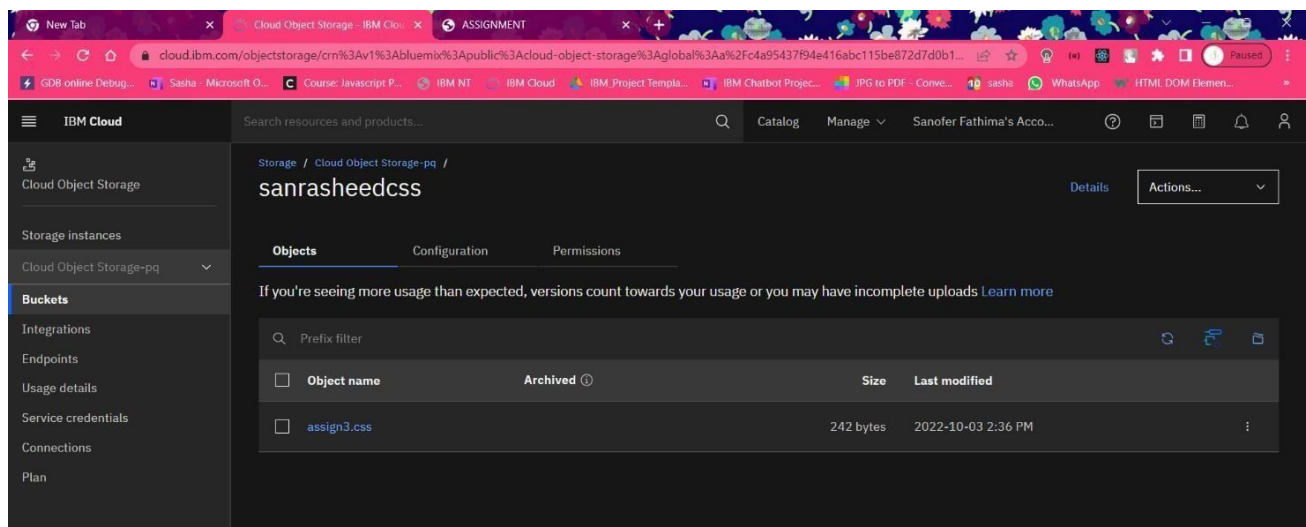 New Tab
Cloud Object Storage - IBM Clou
ASSIGNMENT
cloud.ibm.com/objectstorage/crn%3Av1%3Abluemix%3Apublic%3Acloud-object-storage%3Aglobal%3Aa%2Fc4a95437f94e416abc115be872d7d0b1...
Paused
GDB online Debug... Sasha - Microsoft O... Course: Javascript P... IBM NT IBM Cloud IBM_Project Templa... IBM Chatbot Projec... JPG to PDF - Conve... sasha WhatsApp HTML DOM Elemen...
IBM Cloud
Search resources and products...
Catalog
Manage
Sanofer Fathima's Acco...
Cloud Object Storage
Storage instances
Cloud Object Storage-pq
Buckets
Integrations
Endpoints
Usage details
Service credentials
Connections
Plan
Storage / Cloud Object Storage-pq /
sanrasheedcss
Details
Actions...
Objects Configuration Permissions
If you're seeing more usage than expected, versions count towards your usage or you may have incomplete uploads Learn more
Prefix filter
Object name Archived Size Last modified
assign3.css 242 bytes 2022-10-03 2:36 PM